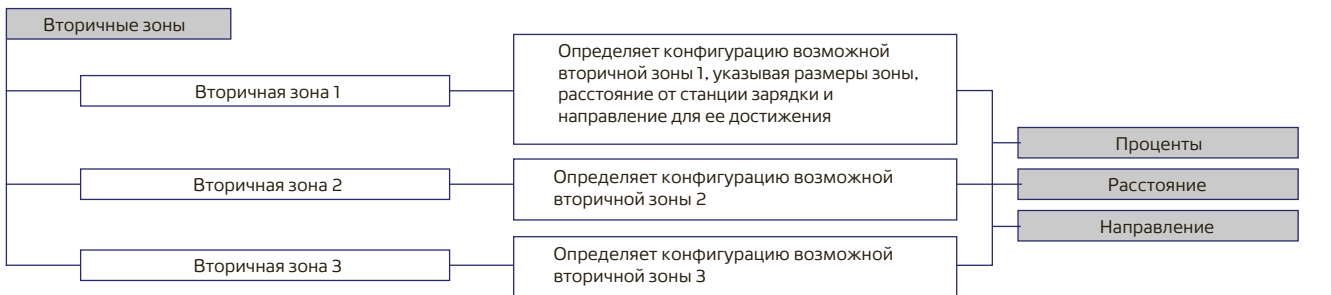 Вторичные зоны
Вторичная зона 1
Определяет конфигурацию возможной
вторичной зоны 1, указывая размеры зоны,
расстояние от станции зарядки и
направление для ее достижения
Проценты
Вторичная зона 2
Определяет конфигурацию возможной
вторичной зоны 2
Расстояние
Направление
Вторичная зона 3
Определяет конфигурацию возможной
вторичной зоны 3